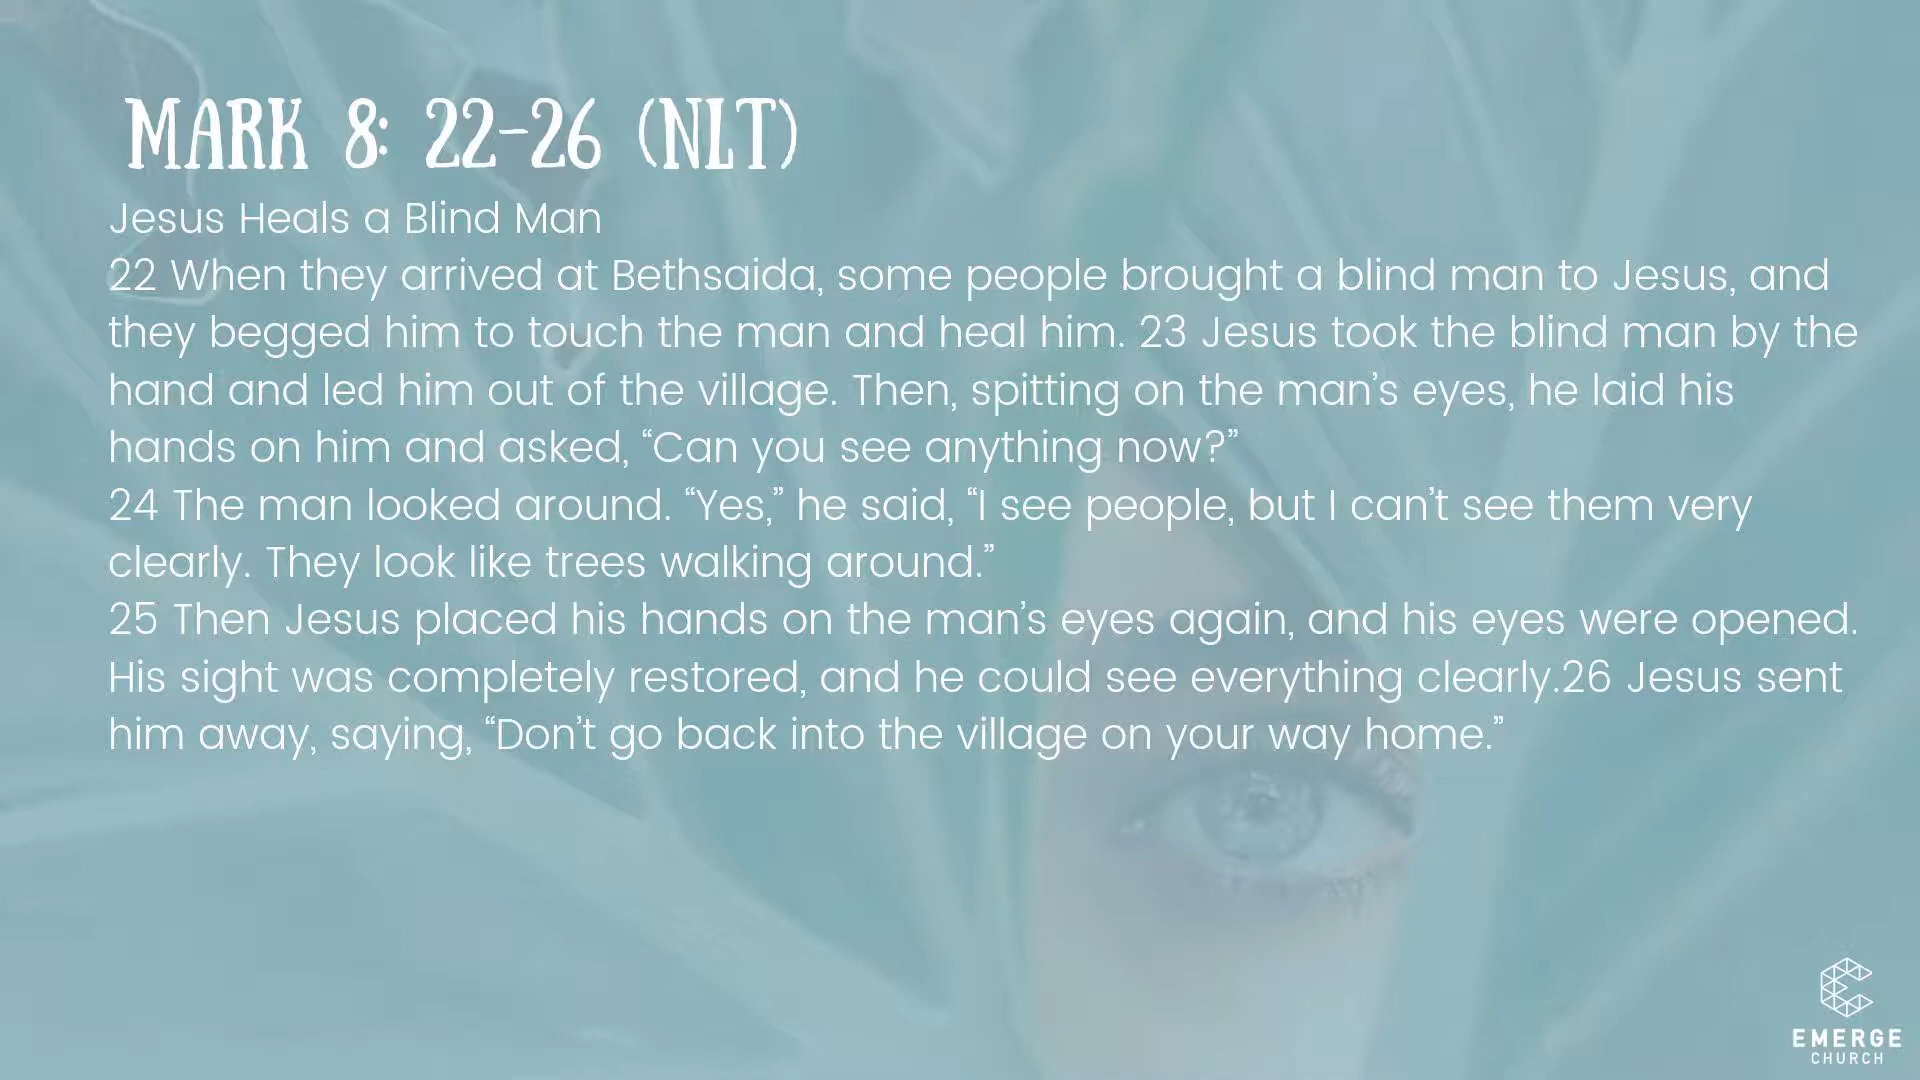 MARK 8: 22-26 (NLT)
Jesus Heals a Blind Man
22 When they arrived at Bethsaida, some people brought a blind man to Jesus, and
they begged him to touch the man and heal him. 23 Jesus took the blind man by the
hand and led him out of the village. Then, spitting on the man’s eyes, he laid his
hands on him and asked, “Can you see anything now?”
24 The man looked around. “Yes,” he said, “I see people, but I can’t see them very
clearly. They look like trees walking around.”
25 Then Jesus placed his hands on the man’s eyes again, and his eyes were opened.
His sight was completely restored, and he could see everything clearly.26 Jesus sent
him away, saying, “Don’t go back into the village on your way home.”
EMERGE
CHURCH